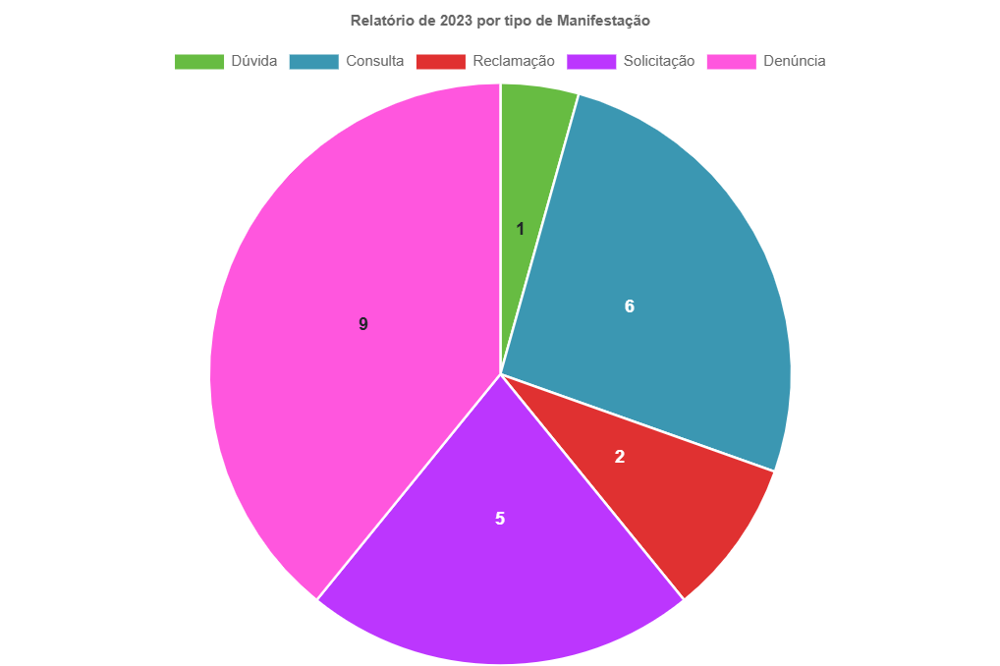 Relatório de 2023 por tipo de Manifestação
Dúvida Consulta Reclamação Solicitação Denúncia
1
6
9
2
5